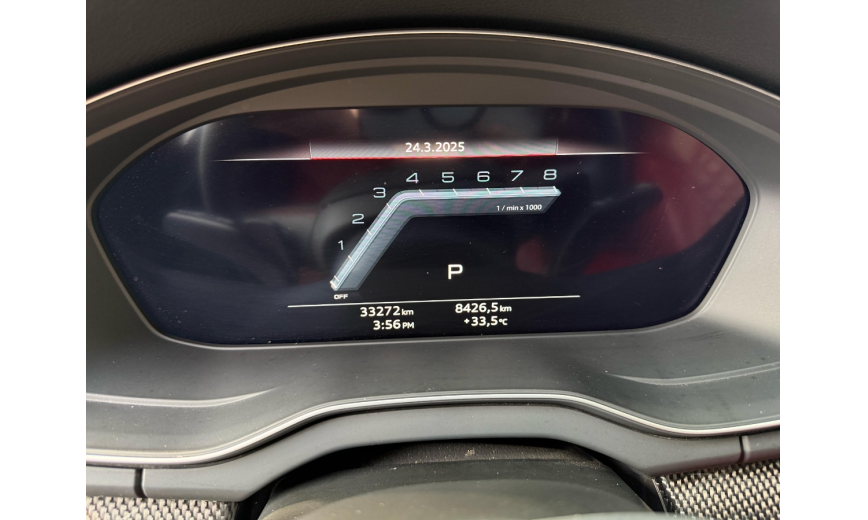 24.3.2025
1 2 3 4 5 6 7 8
1 / min x 1000
P
OFF
33272 km 8426,5 km
3:56 PM +33,5 °C